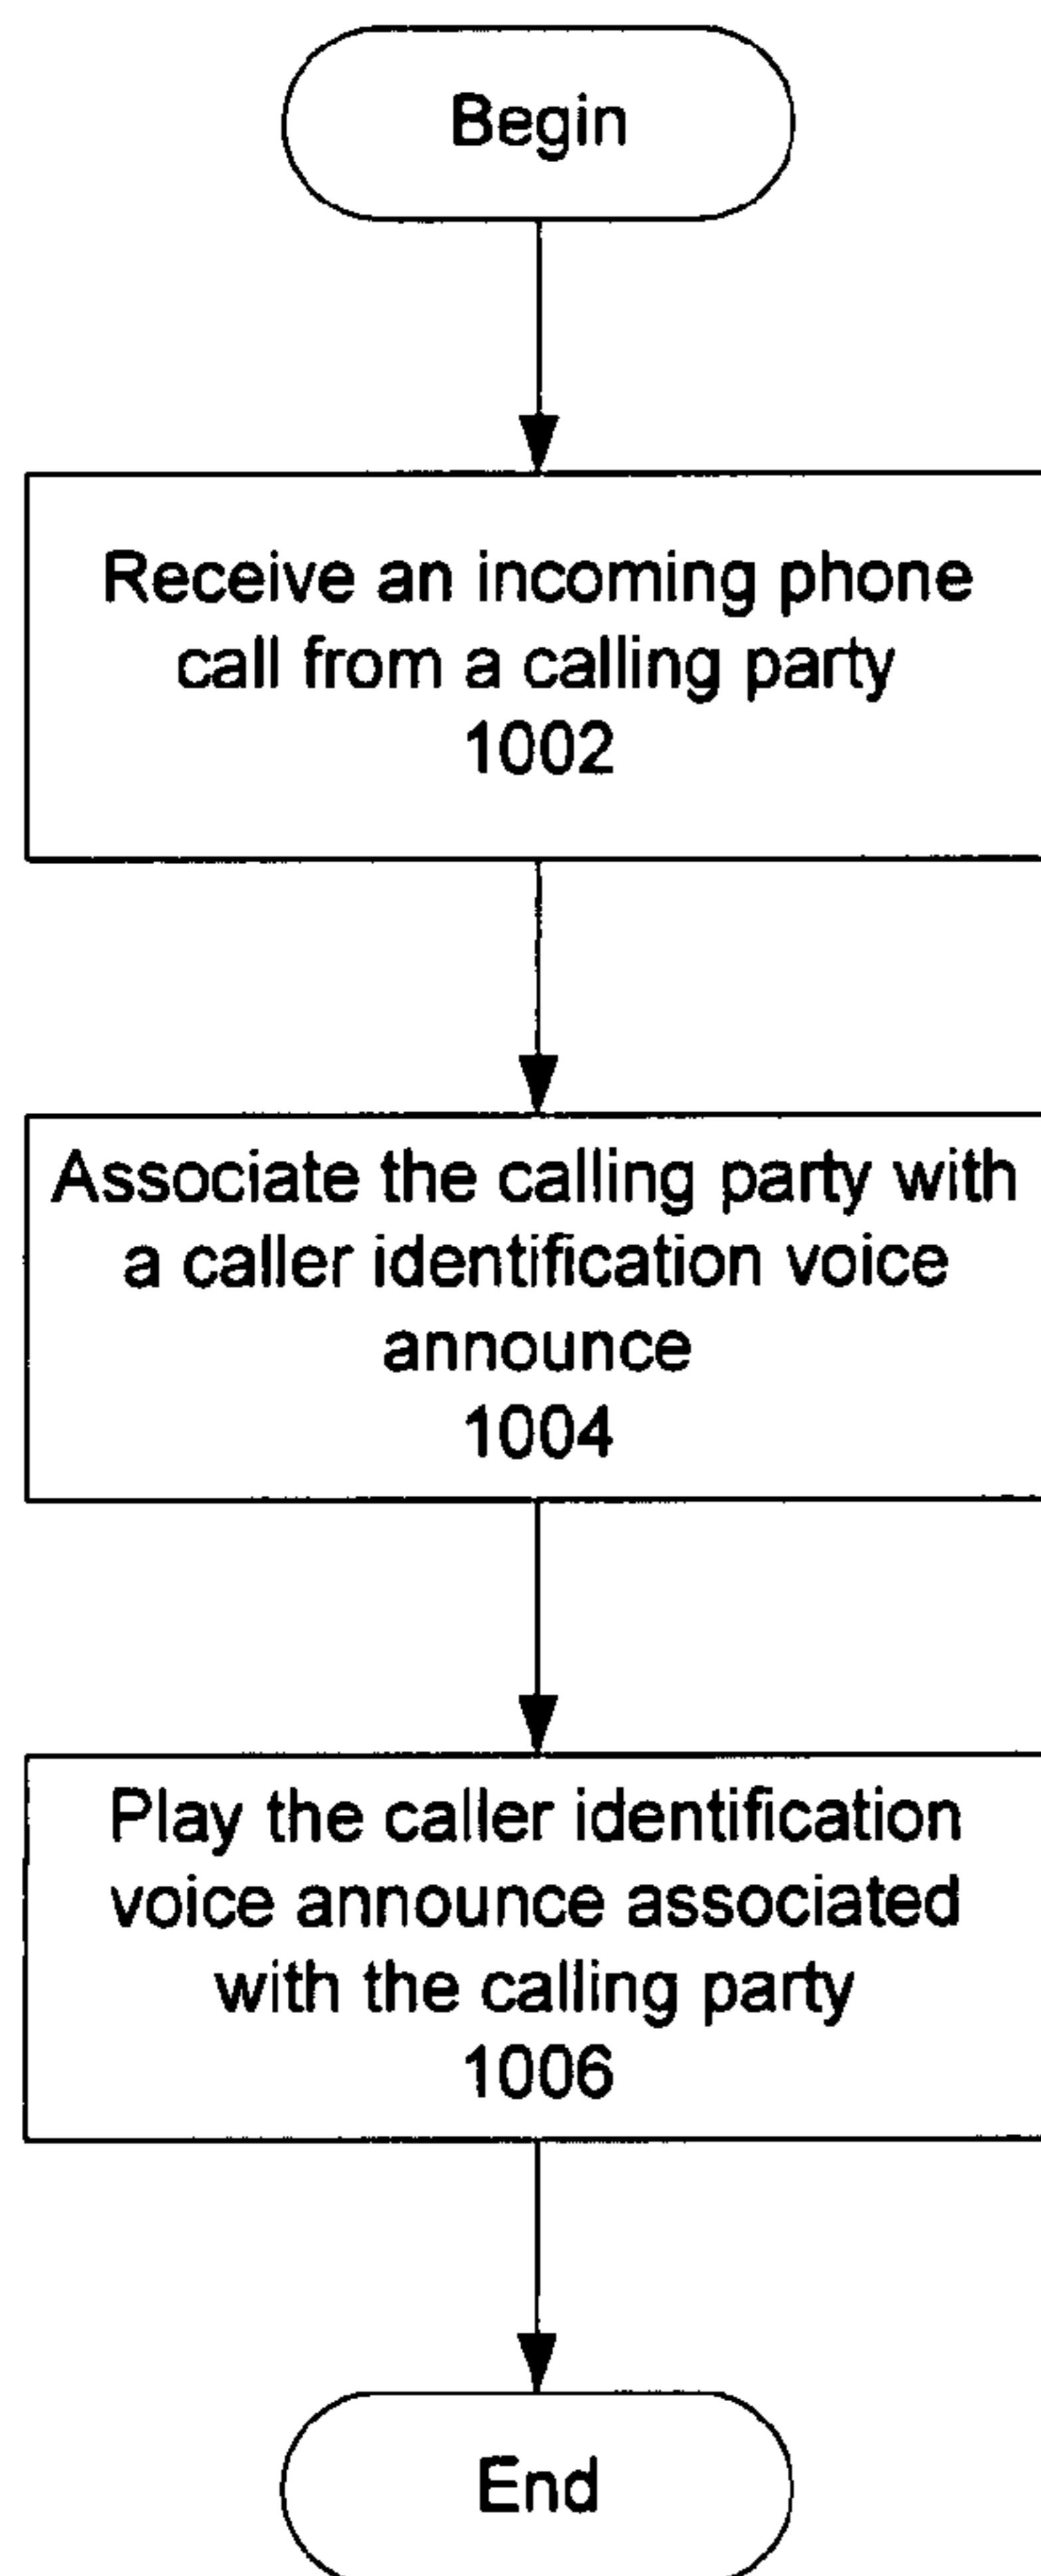 Begin
Receive an incoming phone
call from a calling party
1002
Associate the calling party with
a caller identification voice
announce
1004
Play the caller identification
voice announce associated
with the calling party
1006
End